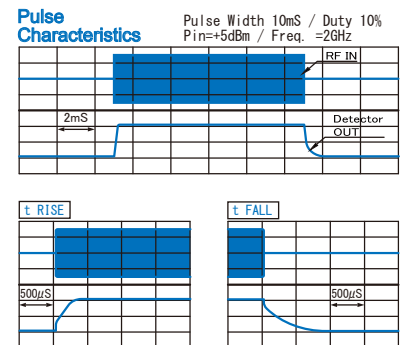 Pulse
Characteristics
Pulse Width 10mS / Duty 10%
Pin=+5dBm / Freq. =2GHz
RF IN
2mS
Detector
OUT
t RISE
t FALL
500μS
500μS